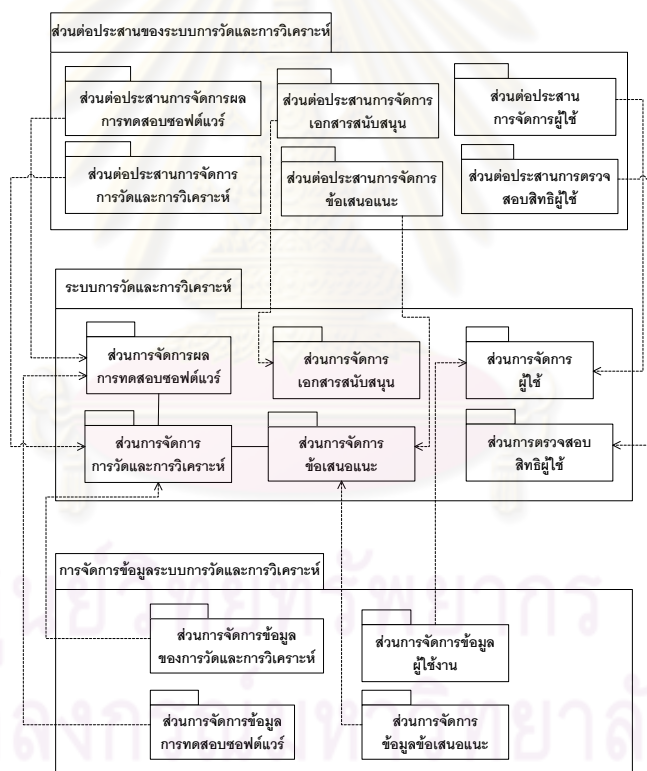 ส่วนต่อประสานของระบบการวัดและการวิเคราะห์
ส่วนต่อประสานการจัดการผล
การทดสอบซอฟต์แวร์
ส่วนต่อประสานการจัดการ
เอกสารสนับสนุน
ส่วนต่อประสาน
การจัดการผู้ใช้
ส่วนต่อประสานการจัดการ
การวัดและการวิเคราะห์
ส่วนต่อประสานการจัดการ
ข้อเสนอแนะ
ส่วนต่อประสานการตรวจ
สอบสิทธิผู้ใช้
ระบบการวัดและการวิเคราะห์
ส่วนการจัดการผล
การทดสอบซอฟต์แวร์
ส่วนการจัดการ
เอกสารสนับสนุน
ส่วนการจัดการ
ผู้ใช้
ส่วนการจัดการ
การวัดและการวิเคราะห์
ส่วนการจัดการ
ข้อเสนอแนะ
ส่วนการตรวจสอบ
สิทธิผู้ใช้
การจัดการข้อมูลระบบการวัดและการวิเคราะห์
ส่วนการจัดการข้อมูล
ของการวัดและการวิเคราะห์
ส่วนการจัดการข้อมูล
ผู้ใช้งาน
ส่วนการจัดการข้อมูล
การทดสอบซอฟต์แวร์
ส่วนการจัดการ
ข้อมูลข้อเสนอแนะ